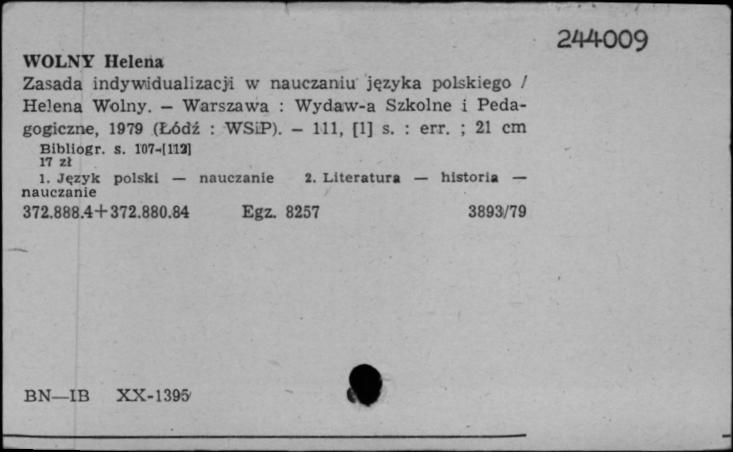 244009
WOLNY Helena
Zasada indywidualizacji w nauczaniu języka polskiego /
Helena Wolny. — Warszawa : Wydaw-a Szkolne i Peda-
gogiczne, 1979 (Łódź : WSiP). — 111, [1] s. : err. ; 21 cm
Bibliogr. s. 107-[112]
17 zł
1. Język polski — nauczanie 2. Literatura — historia —
nauczanie
372.888.4+372.880.84 Egz. 8257 3893/79
BN—IB XX-1395